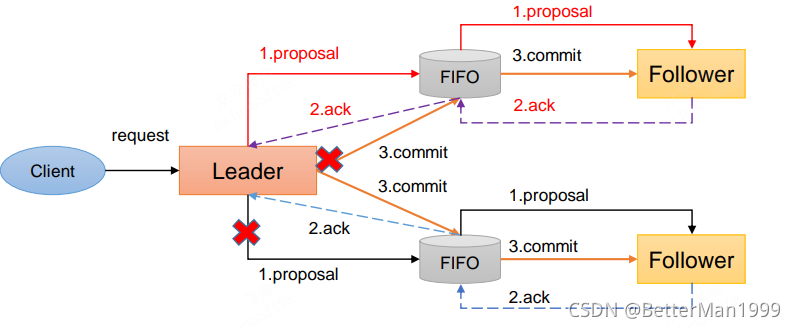 1.proposal
1.proposal
3.commit
FIFO
Follower
2.ack
2.ack
request
3.commit
Client
Leader
3.commit
1.proposal
2.ack
3.commit
FIFO
Follower
1.proposal
2.ack
CSDN @BetterMan1999